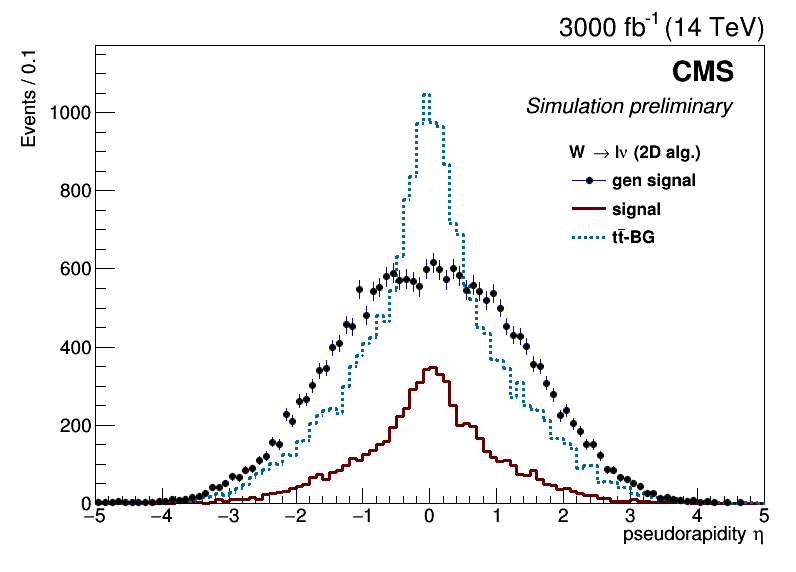 3000 fb⁻¹ (14 TeV)
CMS
Simulation preliminary
Events / 0.1
W → lν (2D alg.)
gen signal
signal
tt̄-BG
1000
800
600
400
200
0
−5 −4 −3 −2 −1 0 1 2 3 4 5
pseudorapidity η